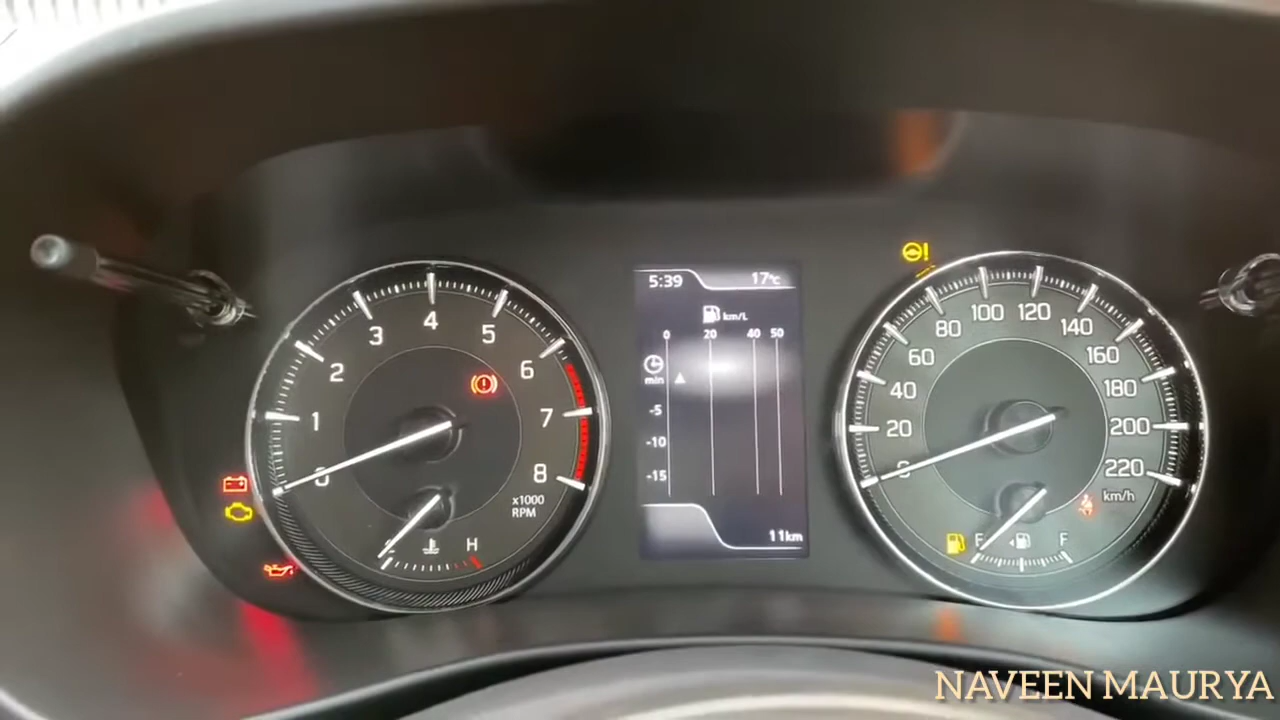 5:39 17°C
km/L
0 20 40 50
min
-5
-10
-15
11km
0 1 2 3 4 5 6 7 8
x1000
RPM
H
0 20 40 60 80 100 120 140 160 180 200 220
km/h
E F
NAVEEN MAURYA